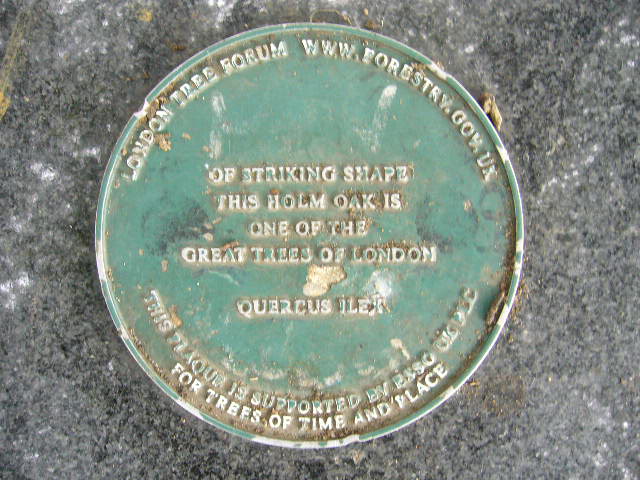 LONDON TREE FORUM WWW.FORESTRY.GOV.UK
OF STRIKING SHAPE
THIS HOLM OAK IS
ONE OF THE
GREAT TREES OF LONDON
QUERCUS ILEX
THIS PLAQUE IS SUPPORTED BY ESSO UK PLC
FOR TREES OF TIME AND PLACE